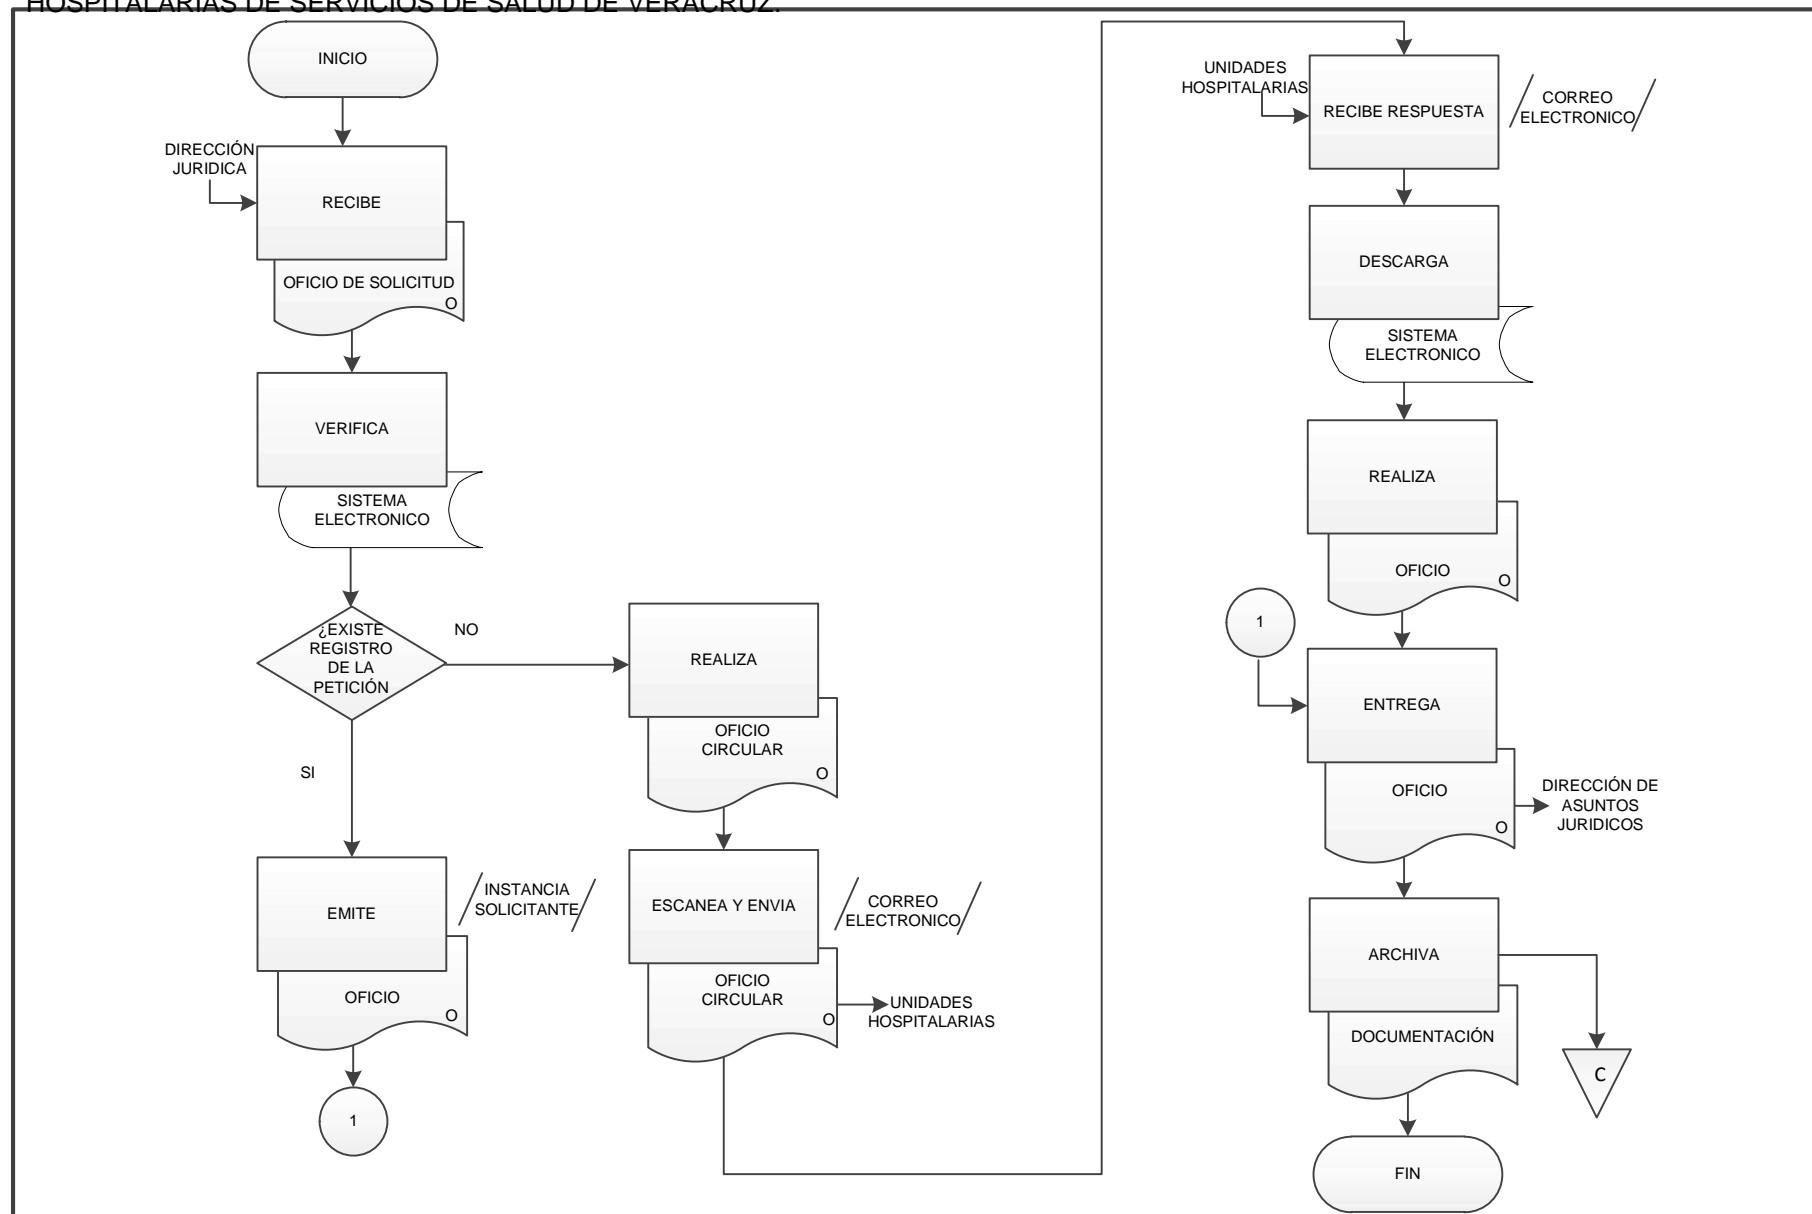 HOSPITALARIAS DE SERVICIOS DE SALUD DE VERACRUZ.
INICIO
DIRECCIÓN
JURIDICA
RECIBE
OFICIO DE SOLICITUD
O
VERIFICA
SISTEMA
ELECTRONICO
¿EXISTE
REGISTRO
DE LA
PETICIÓN
NO
SI
EMITE
INSTANCIA
SOLICITANTE
OFICIO
O
1
REALIZA
OFICIO
CIRCULAR
O
ESCANEA Y ENVIA
CORREO
ELECTRONICO
OFICIO
CIRCULAR
O
UNIDADES
HOSPITALARIAS
UNIDADES
HOSPITALARIAS
RECIBE RESPUESTA
CORREO
ELECTRONICO
DESCARGA
SISTEMA
ELECTRONICO
REALIZA
OFICIO
O
1
ENTREGA
OFICIO
O
DIRECCIÓN DE
ASUNTOS
JURIDICOS
ARCHIVA
DOCUMENTACIÓN
C
FIN